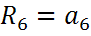 R₆ = a₆